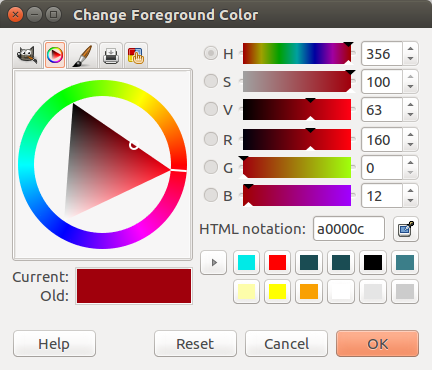 Change Foreground Color
H 356
S 100
V 63
R 160
G 0
B 12
HTML notation: a0000c
Current:
Old:
Help Reset Cancel OK